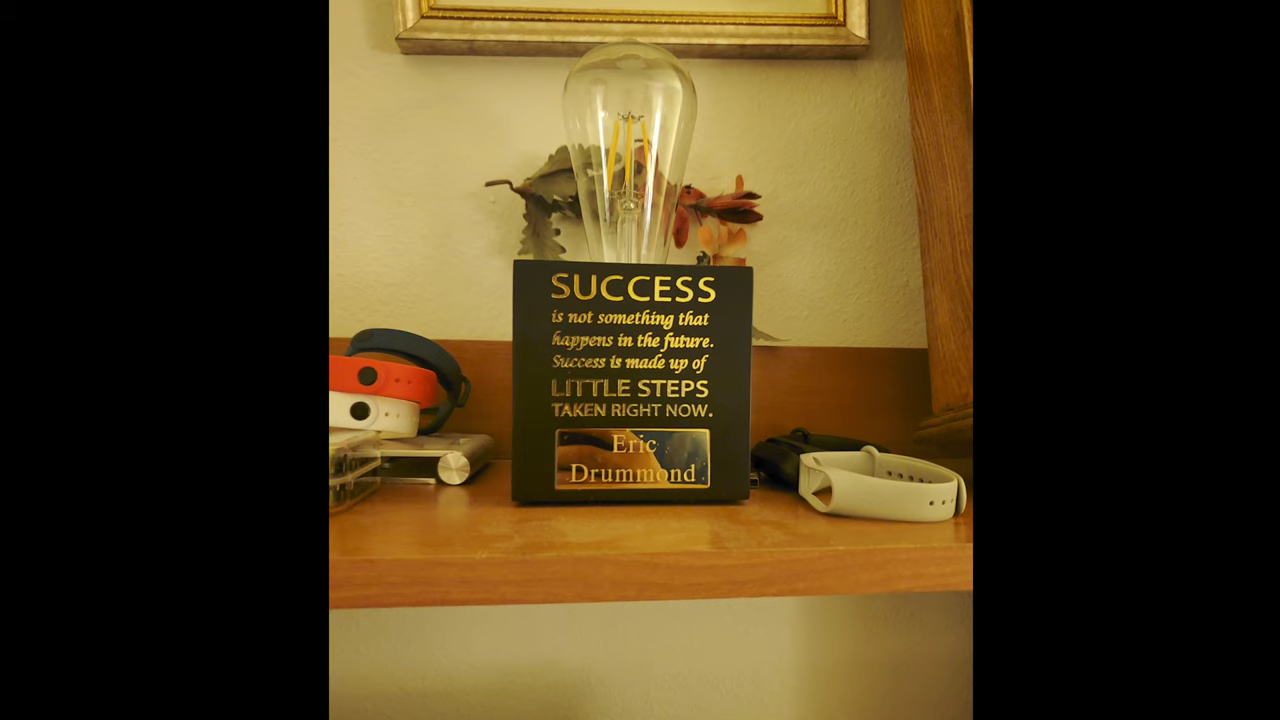 SUCCESS
is not something that
happens in the future.
Success is made up of
LITTLE STEPS
TAKEN RIGHT NOW.
Eric
Drummond